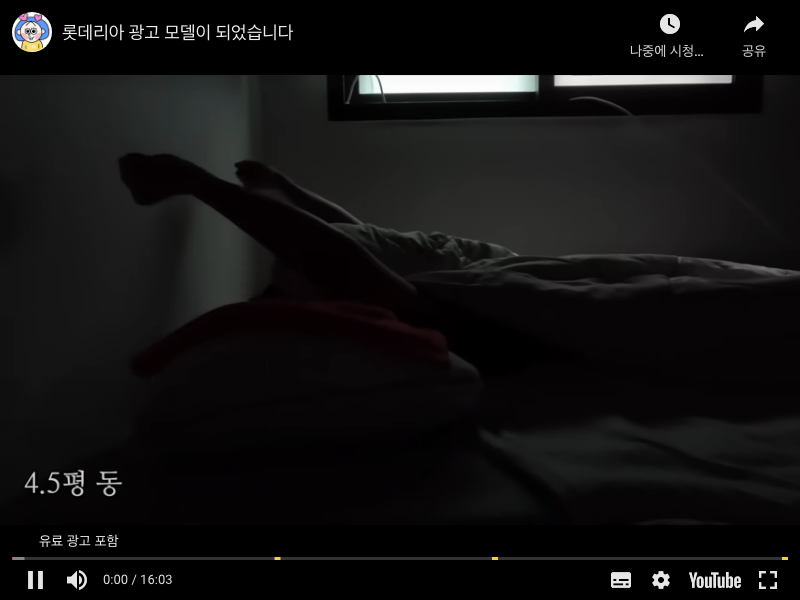 롯데리아 광고 모델이 되었습니다
나중에 시청...
공유
4.5평 동
유료 광고 포함
0:00 / 16:03
YouTube